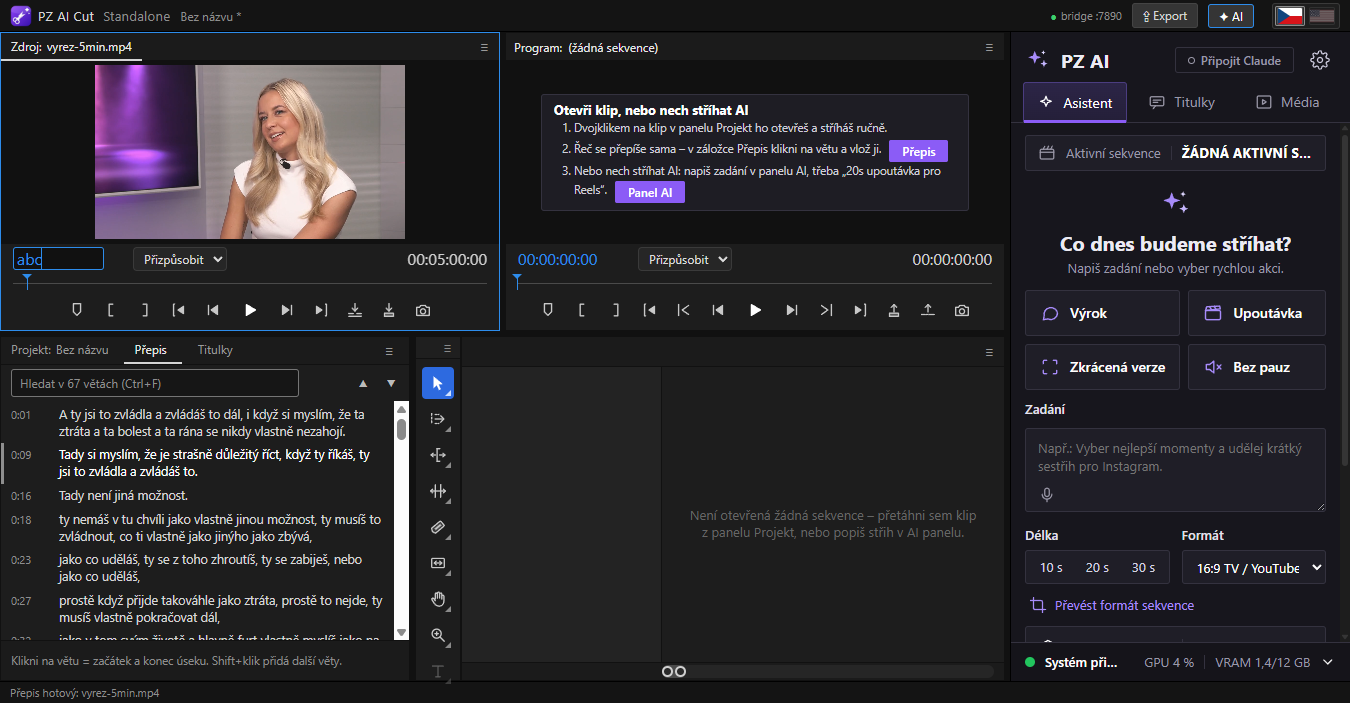 PZ AI Cut Standalone Bez názvu *
bridge :7890
Export
AI
Zdroj: vyrez-5min.mp4
abc
Přizpůsobit
00:05:00:00
Program: (žádná sekvence)
Otevři klip, nebo nech stříhat AI
1. Dvojklikem na klip v panelu Projekt ho otevřeš a stříháš ručně.
2. Řeč se přepíše sama – v záložce Přepis klikni na větu a vlož ji. Přepis
3. Nebo nech stříhat AI: napiš zadání v panelu AI, třeba „20s upoutávka pro
Reels“. Panel AI
00:00:00:00
Přizpůsobit
00:00:00:00
Projekt: Bez názvu Přepis Titulky
Hledat v 67 větách (Ctrl+F)
0:01 A ty jsi to zvládla a zvládáš to dál, i když si myslím, že ta
ztráta a ta bolest a ta rána se nikdy vlastně nezahojí.
0:09 Tady si myslím, že je strašně důležitý říct, když ty říkáš, ty
jsi to zvládla a zvládáš to.
0:16 Tady není jiná možnost.
0:18 ty nemáš v tu chvíli jako vlastně jinou možnost, ty musíš to
zvládnout, co ti vlastně jako jinýho jako zbývá,
0:23 jako co uděláš, ty se z toho zhroutíš, ty se zabiješ, nebo
jako co uděláš,
0:27 prostě když přijde takováhle jako ztráta, prostě to nejde, ty
musíš vlastně pokračovat dál,
Klikni na větu = začátek a konec úseku. Shift+klik přidá další věty.
Není otevřená žádná sekvence – přetáhni sem klip
z panelu Projekt, nebo popiš střih v AI panelu.
PZ AI
Připojit Claude
Asistent Titulky Média
Aktivní sekvence ŽÁDNÁ AKTIVNÍ S...
Co dnes budeme stříhat?
Napiš zadání nebo vyber rychlou akci.
Výrok Upoutávka
Zkrácená verze Bez pauz
Zadání
Např.: Vyber nejlepší momenty a udělej krátký
sestřih pro Instagram.
Délka Formát
10 s 20 s 30 s 16:9 TV / YouTube
Převést formát sekvence
Systém při... GPU 4 % VRAM 1,4/12 GB
Přepis hotový: vyrez-5min.mp4